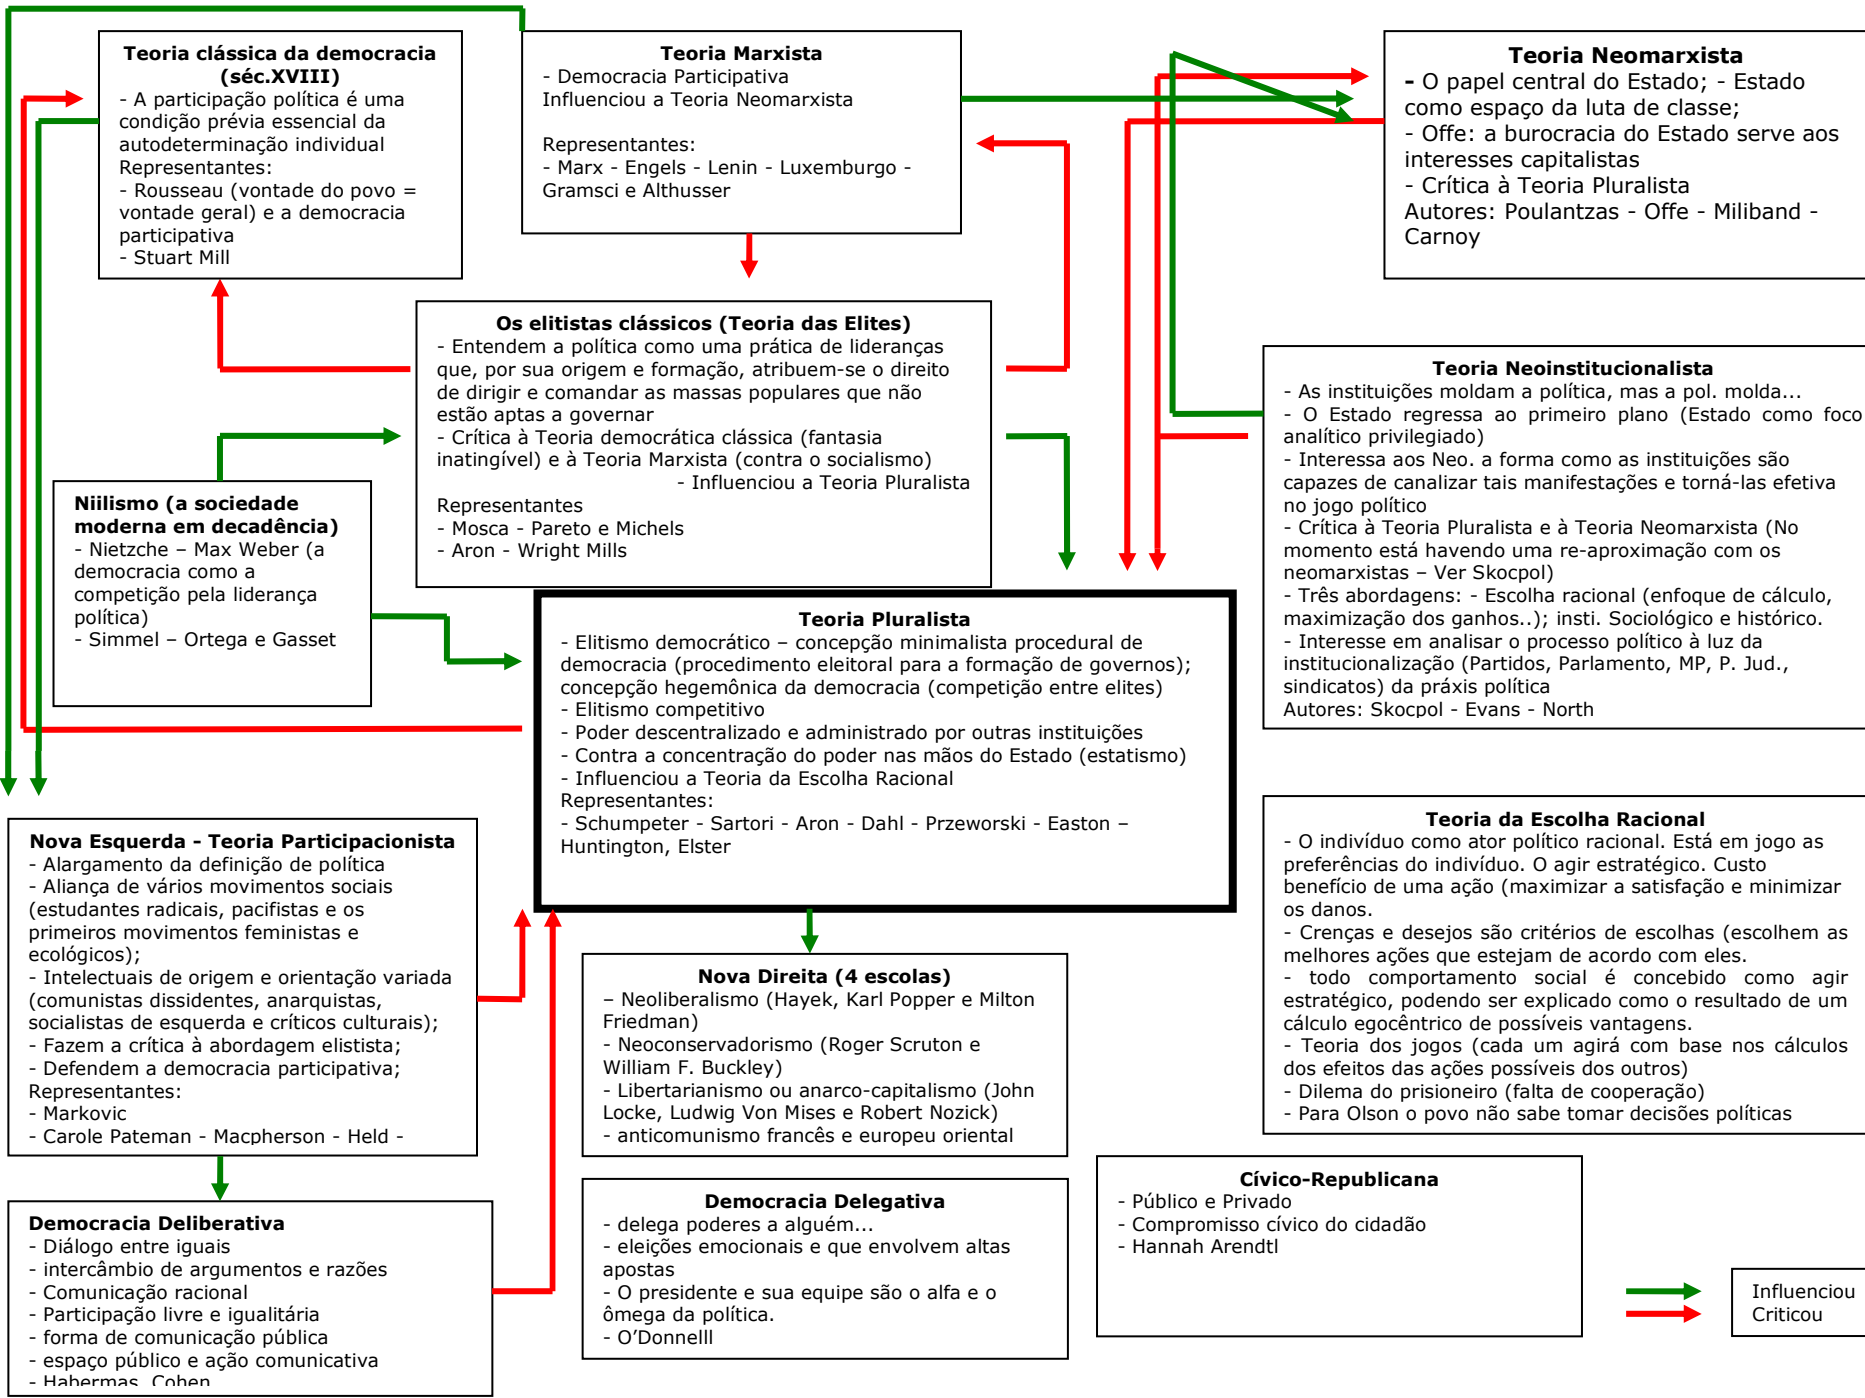 Teoria clássica da democracia
(séc.XVIII)
- A participação política é uma
condição prévia essencial da
autodeterminação individual
Representantes:
- Rousseau (vontade do povo =
vontade geral) e a democracia
participativa
- Stuart Mill
Teoria Marxista
- Democracia Participativa
Influenciou a Teoria Neomarxista
Representantes:
- Marx - Engels - Lenin - Luxemburgo -
Gramsci e Althusser
Teoria Neomarxista
- O papel central do Estado; - Estado
como espaço da luta de classe;
- Offe: a burocracia do Estado serve aos
interesses capitalistas
- Crítica à Teoria Pluralista
Autores: Poulantzas - Offe - Miliband -
Carnoy
Os elitistas clássicos (Teoria das Elites)
- Entendem a política como uma prática de lideranças
que, por sua origem e formação, atribuem-se o direito
de dirigir e comandar as massas populares que não
estão aptas a governar
- Crítica à Teoria democrática clássica (fantasia
inatingível) e à Teoria Marxista (contra o socialismo)
- Influenciou a Teoria Pluralista
Representantes
- Mosca - Pareto e Michels
- Aron - Wright Mills
Teoria Neoinstitucionalista
- As instituições moldam a política, mas a pol. molda...
- O Estado regressa ao primeiro plano (Estado como foco
analítico privilegiado)
- Interessa aos Neo. a forma como as instituições são
capazes de canalizar tais manifestações e torná-las efetiva
no jogo político
- Crítica à Teoria Pluralista e à Teoria Neomarxista (No
momento está havendo uma re-aproximação com os
neomarxistas – Ver Skocpol)
- Três abordagens: - Escolha racional (enfoque de cálculo,
maximização dos ganhos..); insti. Sociológico e histórico.
- Interesse em analisar o processo político à luz da
institucionalização (Partidos, Parlamento, MP, P. Jud.,
sindicatos) da práxis política
Autores: Skocpol - Evans - North
Niilismo (a sociedade
moderna em decadência)
- Nietzche – Max Weber (a
democracia como a
competição pela liderança
política)
- Simmel – Ortega e Gasset
Teoria Pluralista
- Elitismo democrático – concepção minimalista procedural de
democracia (procedimento eleitoral para a formação de governos);
concepção hegemônica da democracia (competição entre elites)
- Elitismo competitivo
- Poder descentralizado e administrado por outras instituições
- Contra a concentração do poder nas mãos do Estado (estatismo)
- Influenciou a Teoria da Escolha Racional
Representantes:
- Schumpeter - Sartori - Aron - Dahl - Przeworski - Easton –
Huntington, Elster
Nova Esquerda - Teoria Participacionista
- Alargamento da definição de política
- Aliança de vários movimentos sociais
(estudantes radicais, pacifistas e os
primeiros movimentos feministas e
ecológicos);
- Intelectuais de origem e orientação variada
(comunistas dissidentes, anarquistas,
socialistas de esquerda e críticos culturais);
- Fazem a crítica à abordagem elistista;
- Defendem a democracia participativa;
Representantes:
- Markovic
- Carole Pateman - Macpherson - Held -
Teoria da Escolha Racional
- O indivíduo como ator político racional. Está em jogo as
preferências do indivíduo. O agir estratégico. Custo
benefício de uma ação (maximizar a satisfação e minimizar
os danos.
- Crenças e desejos são critérios de escolhas (escolhem as
melhores ações que estejam de acordo com eles.
- todo comportamento social é concebido como agir
estratégico, podendo ser explicado como o resultado de um
cálculo egocêntrico de possíveis vantagens.
- Teoria dos jogos (cada um agirá com base nos cálculos
dos efeitos das ações possíveis dos outros)
- Dilema do prisioneiro (falta de cooperação)
- Para Olson o povo não sabe tomar decisões políticas
Nova Direita (4 escolas)
– Neoliberalismo (Hayek, Karl Popper e Milton
Friedman)
- Neoconservadorismo (Roger Scruton e
William F. Buckley)
- Libertarianismo ou anarco-capitalismo (John
Locke, Ludwig Von Mises e Robert Nozick)
- anticomunismo francês e europeu oriental
Democracia Deliberativa
- Diálogo entre iguais
- intercâmbio de argumentos e razões
- Comunicação racional
- Participação livre e igualitária
- forma de comunicação pública
- espaço público e ação comunicativa
- Habermas, Cohen
Democracia Delegativa
- delega poderes a alguém...
- eleições emocionais e que envolvem altas
apostas
- O presidente e sua equipe são o alfa e o
ômega da política.
- O’Donnelll
Cívico-Republicana
- Público e Privado
- Compromisso cívico do cidadão
- Hannah Arendtl
Influenciou
Criticou